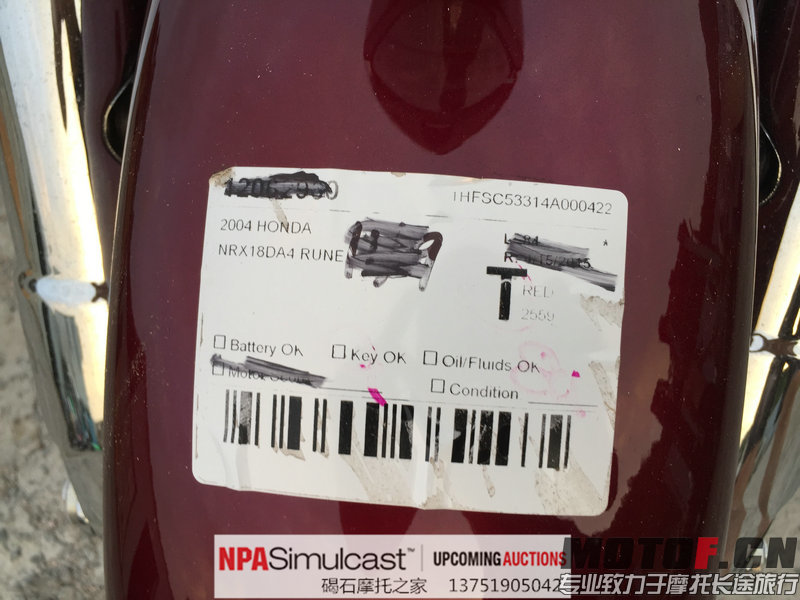 1HFSC53314A000422
2004 HONDA
NRX18DA4 RUNE
T
RED
2559
Battery OK
Key OK
Oil/Fluids OK
Condition
NPASimulcast™ | UPCOMING AUCTIONS
碣石摩托之家 13751905042
MOTOF.CN
专业致力于摩托长途旅行